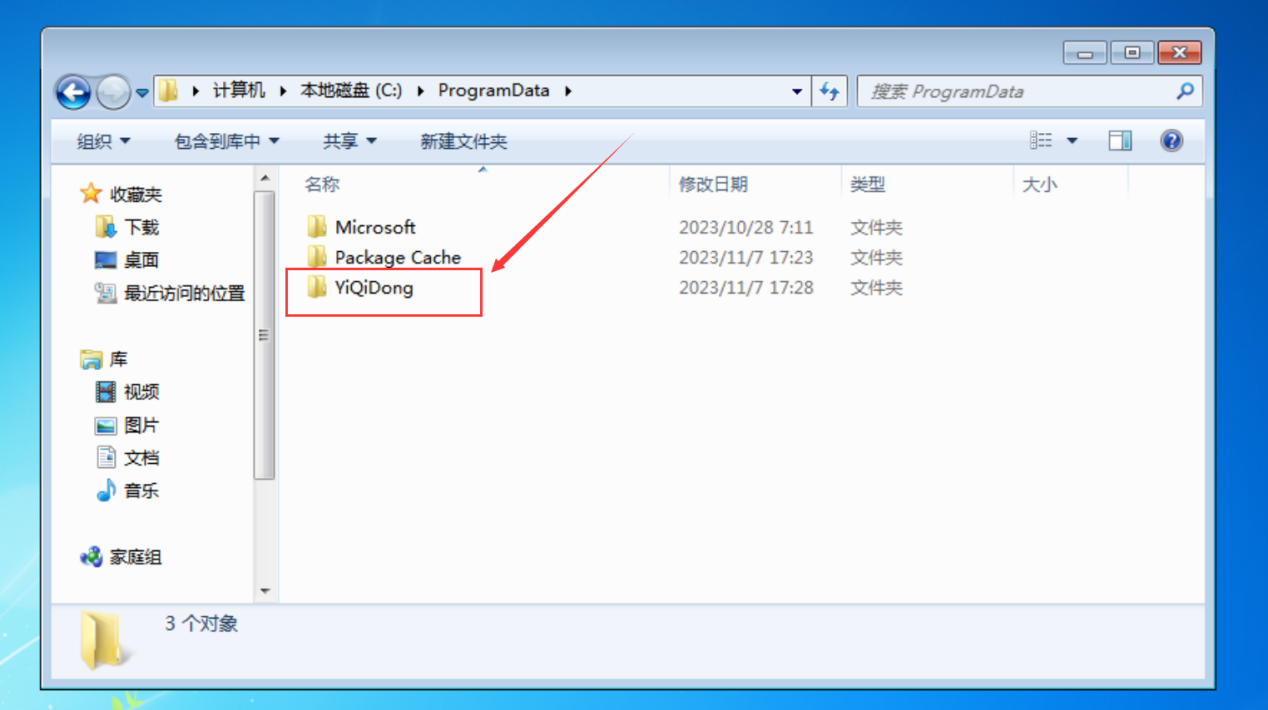 计算机 本地磁盘 (C:) ProgramData 搜索 ProgramData
组织 包含到库中 共享 新建文件夹
名称 修改日期 类型 大小
收藏夹
下载
桌面
最近访问的位置
库
视频
图片
文档
音乐
家庭组
Microsoft 2023/10/28 7:11 文件夹
Package Cache 2023/11/7 17:23 文件夹
YiQiDong 2023/11/7 17:28 文件夹
3 个对象